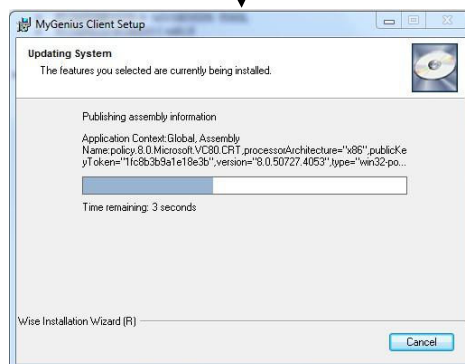 MyGenius Client Setup
Updating System
The features you selected are currently being installed.
Publishing assembly information
Application Context:Global, Assembly
Name:policy.8.0.Microsoft.VC80.CRT,processorArchitecture="x86",publicKe
yToken="1fc8b3b9a1e18e3b",version="8.0.50727.4053",type="win32-po...
Time remaining: 3 seconds
Wise Installation Wizard (R)
Cancel